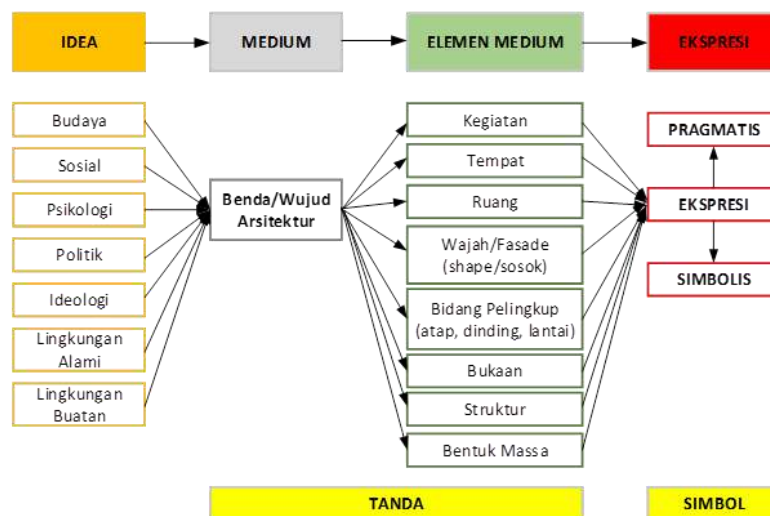 IDEA
MEDIUM
ELEMEN MEDIUM
EKSPRESI
Budaya
Sosial
Psikologi
Politik
Ideologi
Lingkungan
Alami
Lingkungan
Buatan
Benda/Wujud
Arsitektur
Kegiatan
Tempat
Ruang
Wajah/Fasade
(shape/sosok)
Bidang Pelingkup
(atap, dinding, lantai)
Bukaan
Struktur
Bentuk Massa
PRAGMATIS
EKSPRESI
SIMBOLIS
TANDA
SIMBOL